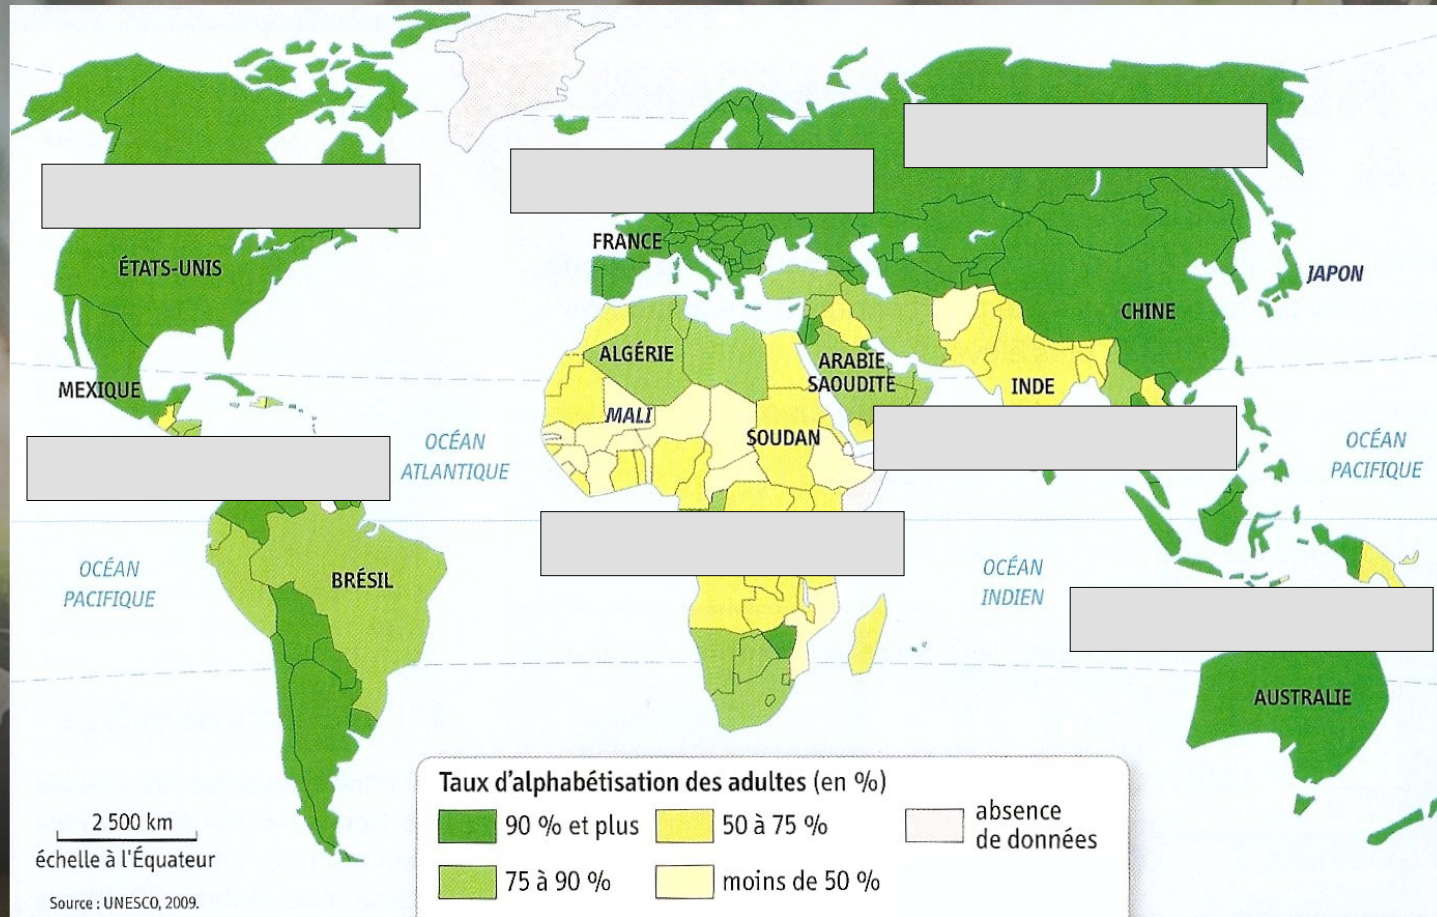 FRANCE
ÉTATS-UNIS
JAPON
CHINE
ALGÉRIE
ARABIE
SAOUDITE
MEXIQUE
INDE
MALI
SOUDAN
OCÉAN
ATLANTIQUE
OCÉAN
PACIFIQUE
OCÉAN
PACIFIQUE
BRÉSIL
OCÉAN
INDIEN
AUSTRALIE
Taux d'alphabétisation des adultes (en %)
90 % et plus
50 à 75 %
absence
de données
75 à 90 %
moins de 50 %
2 500 km
échelle à l'Équateur
Source : UNESCO, 2009.